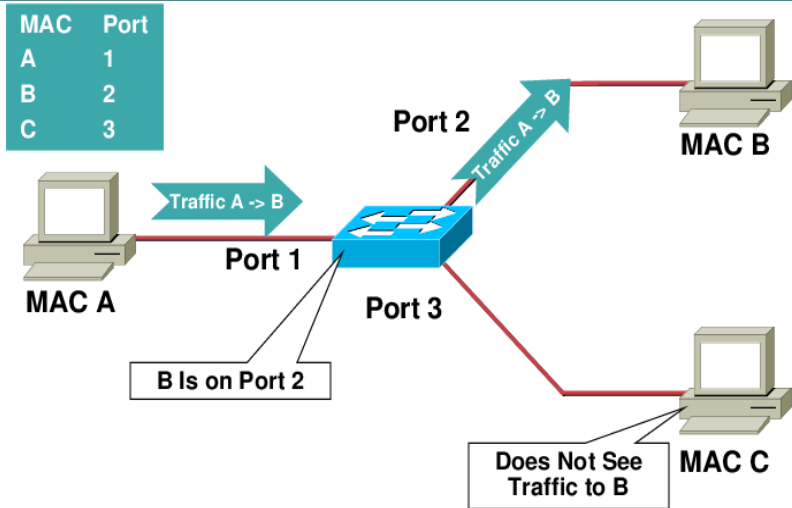 MAC Port
A 1
B 2
C 3
Traffic A -> B
Port 2
Traffic A -> B
MAC B
MAC A
Port 1
Port 3
B Is on Port 2
Does Not See
Traffic to B
MAC C